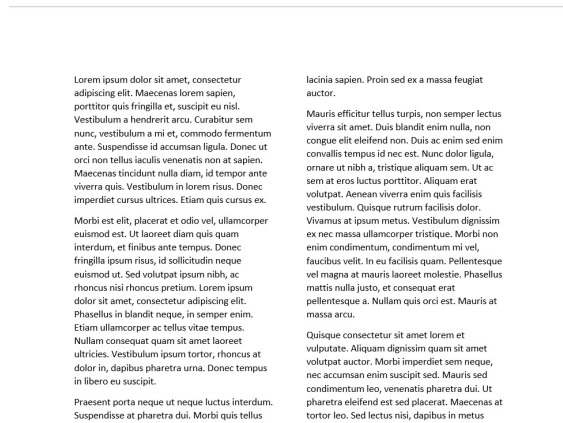 Lorem ipsum dolor sit amet, consectetur
adipiscing elit. Maecenas lorem sapien,
porttitor quis fringilla et, suscipit eu nisl.
Vestibulum a hendrerit arcu. Curabitur sem
nunc, vestibulum a mi et, commodo fermentum
ante. Suspendisse id accumsan ligula. Donec ut
orci non tellus iaculis venenatis non at sapien.
Maecenas tincidunt nulla diam, id tempor ante
viverra quis. Vestibulum in lorem risus. Donec
imperdiet cursus ultrices. Etiam quis cursus ex.
Morbi est elit, placerat et odio vel, ullamcorper
euismod est. Ut laoreet diam quis quam
interdum, et finibus ante tempus. Donec
fringilla ipsum risus, id sollicitudin neque
euismod ut. Sed volutpat ipsum nibh, ac
rhoncus nisi rhoncus pretium. Lorem ipsum
dolor sit amet, consectetur adipiscing elit.
Phasellus in blandit neque, in semper enim.
Etiam ullamcorper ac tellus vitae tempus.
Nullam consequat quam sit amet laoreet
ultricies. Vestibulum ipsum tortor, rhoncus at
dolor in, dapibus pharetra urna. Donec tempus
in libero eu suscipit.
Praesent porta neque ut neque luctus interdum.
Suspendisse at pharetra dui. Morbi quis tellus
lacinia sapien. Proin sed ex a massa feugiat
auctor.
Mauris efficitur tellus turpis, non semper lectus
viverra sit amet. Duis blandit enim nulla, non
congue elit eleifend non. Duis ac enim sed enim
convallis tempus id nec est. Nunc dolor ligula,
ornare ut nibh a, tristique aliquam sem. Ut ac
sem at eros luctus porttitor. Aliquam erat
volutpat. Aenean viverra enim quis facilisis
vestibulum. Quisque rutrum facilisis dolor.
Vivamus at ipsum metus. Vestibulum dignissim
ex nec massa ullamcorper tristique. Morbi non
enim condimentum, condimentum mi vel,
faucibus velit. In eu facilisis quam. Pellentesque
vel magna at mauris laoreet molestie. Phasellus
mattis nulla justo, et consequat erat
pellentesque a. Nullam quis orci est. Mauris at
massa arcu.
Quisque consectetur sit amet lorem et
vulputate. Aliquam dignissim quam sit amet
volutpat auctor. Morbi imperdiet sem neque,
nec accumsan enim suscipit sed. Mauris sed
condimentum leo, venenatis pharetra dui. Ut
pharetra eleifend est sed placerat. Maecenas at
tortor leo. Sed lectus nisi, dapibus in metus